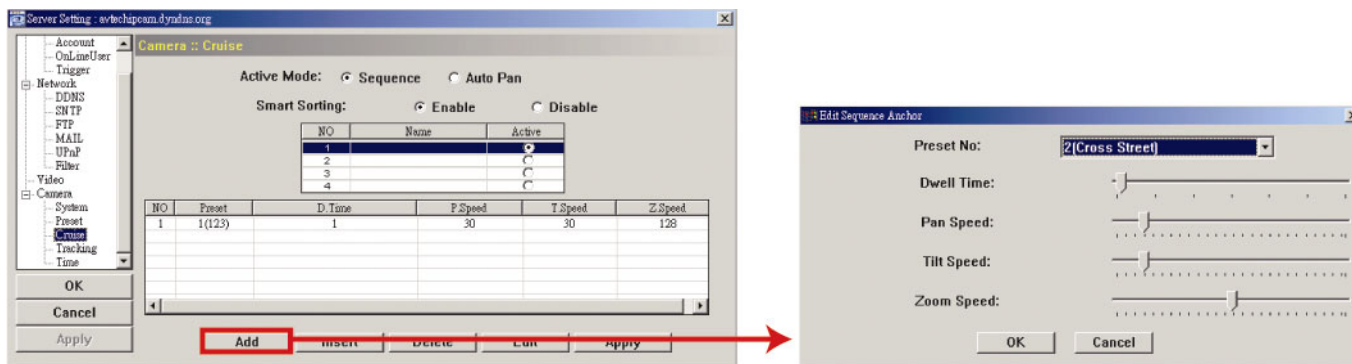 Server Setting : avtechipcam.dyndns.org
Account
OnLineUser
Trigger
Network
DDNS
SNTP
FTP
MAIL
UPnP
Filter
Video
Camera
System
Preset
Cruise
Tracking
Time
OK
Cancel
Apply
Camera :: Cruise
Active Mode: Sequence Auto Pan
Smart Sorting: Enable Disable
NO Name Active
1
2
3
4
NO Preset D.Time P.Speed T.Speed Z.Speed
1 1(123) 1 30 30 128
Add Insert Delete Edit Apply
Edit Sequence Anchor
Preset No: 2(Cross Street)
Dwell Time:
Pan Speed:
Tilt Speed:
Zoom Speed:
OK Cancel